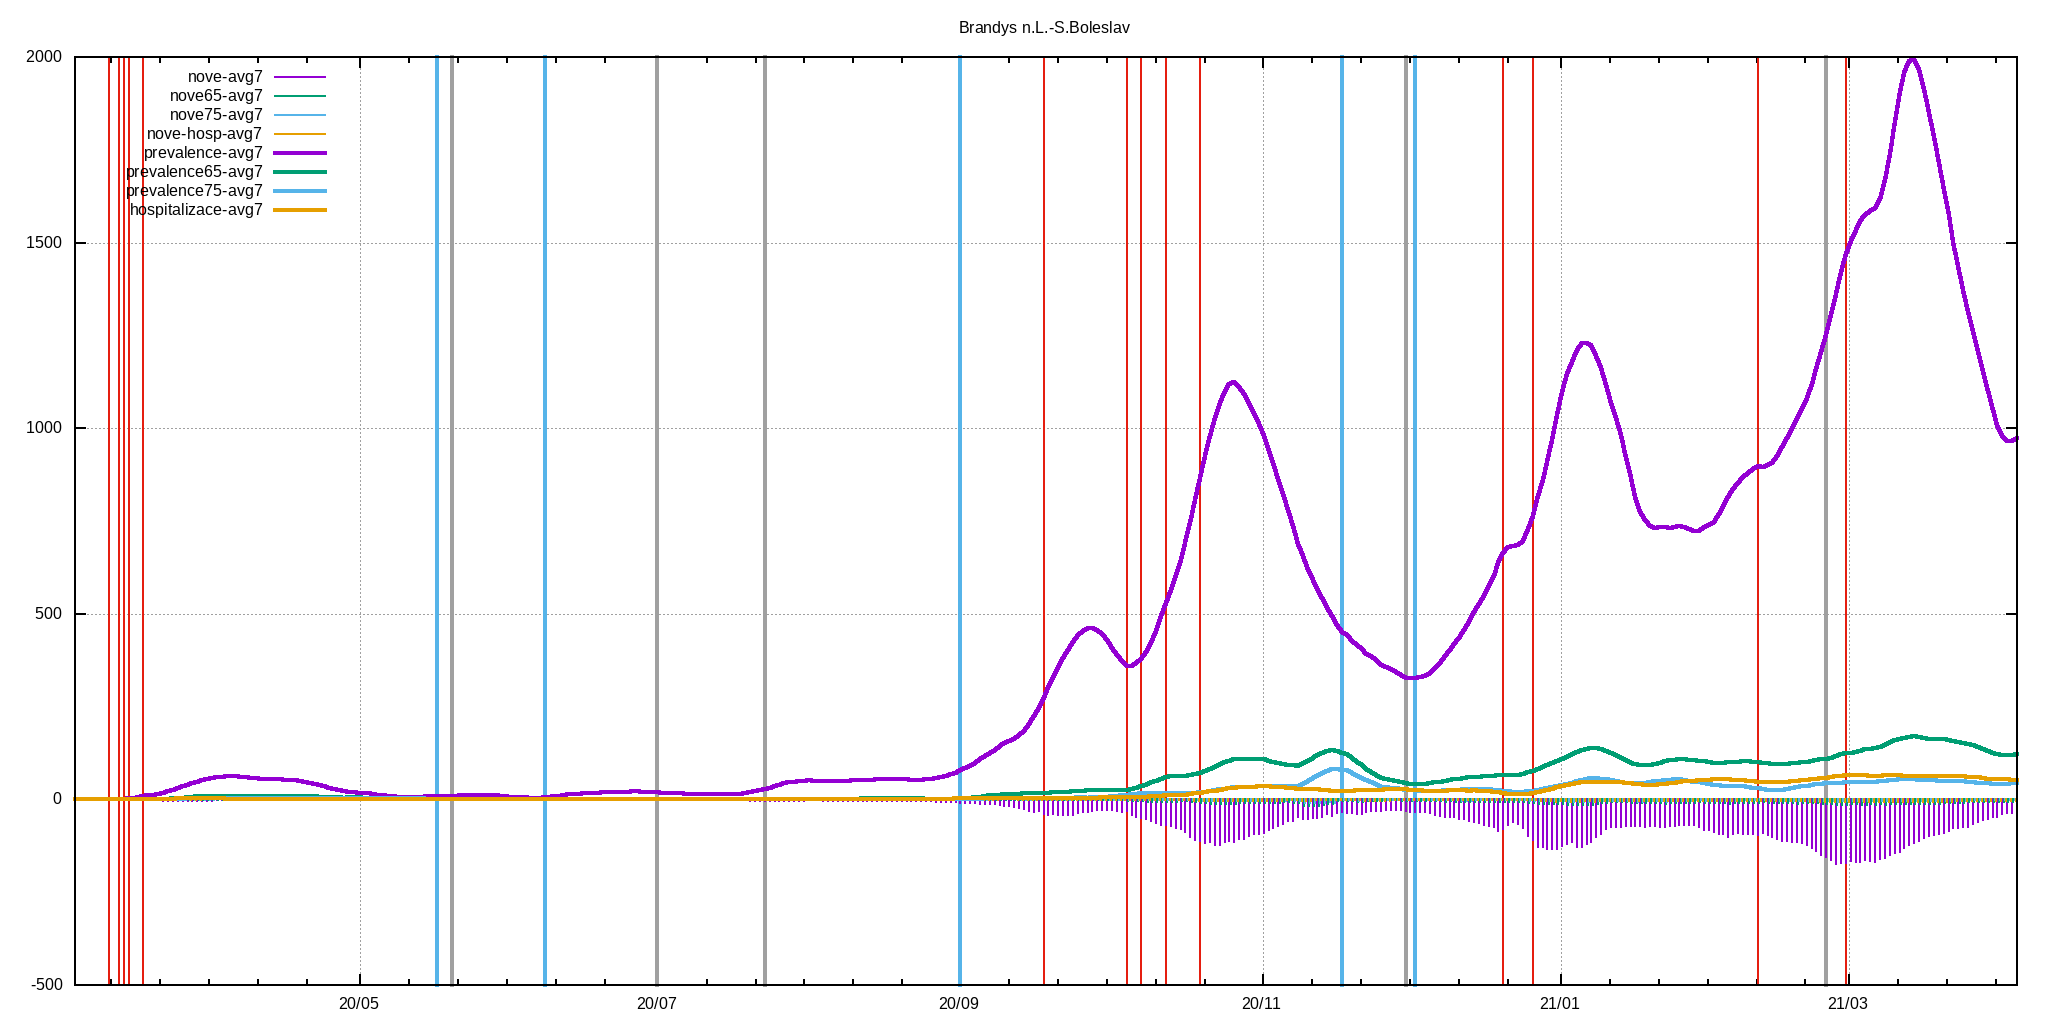 Brandys n.L.-S.Boleslav
2000
nove-avg7
nove65-avg7
nove75-avg7
nove-hosp-avg7
prevalence-avg7
prevalence65-avg7
prevalence75-avg7
hospitalizace-avg7
1500
1000
500
0
-500
20/05 20/07 20/09 20/11 21/01 21/03